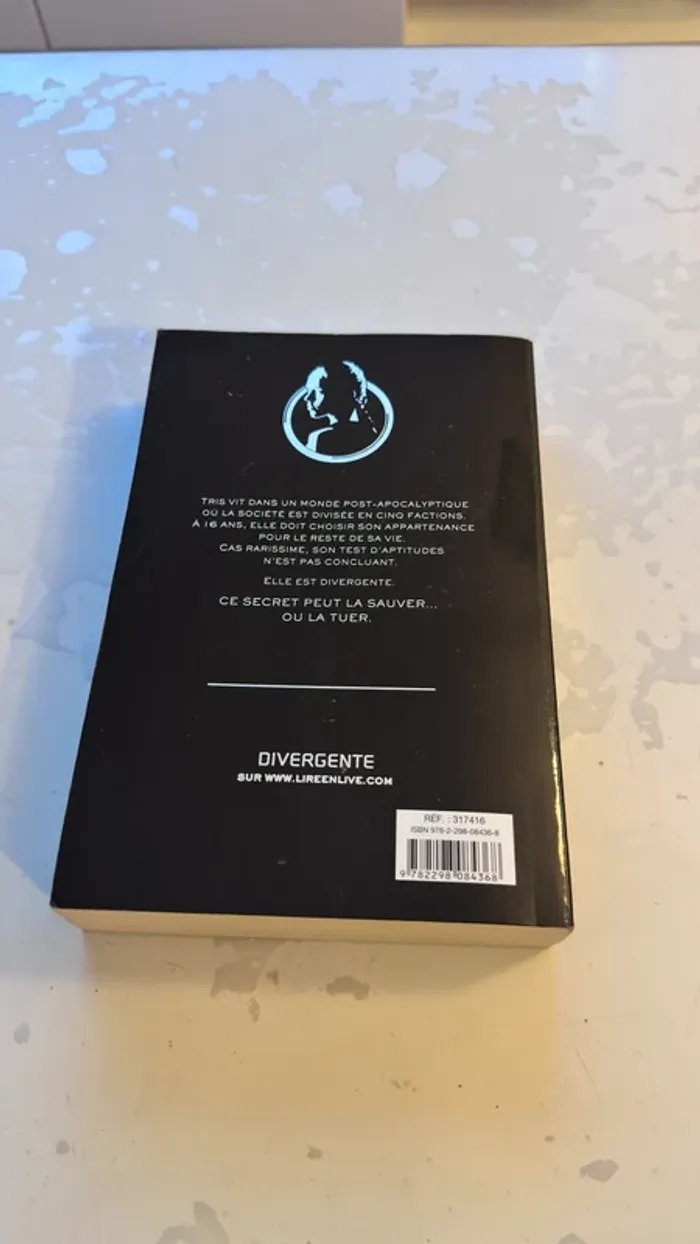 TRIS VIT DANS UN MONDE POST-APOCALYPTIQUE
OÙ LA SOCIÉTÉ EST DIVISÉE EN CINQ FACTIONS.
À 16 ANS, ELLE DOIT CHOISIR SON APPARTENANCE
POUR LE RESTE DE SA VIE.
CAS RARISSIME, SON TEST D'APTITUDES
N'EST PAS CONCLUANT.
ELLE EST DIVERGENTE.
CE SECRET PEUT LA SAUVER...
OU LA TUER.
DIVERGENTE
SUR WWW.LIREENLIVE.COM
RÉF. : 317416
ISBN 978-2-298-08436-8
9 782298 084368